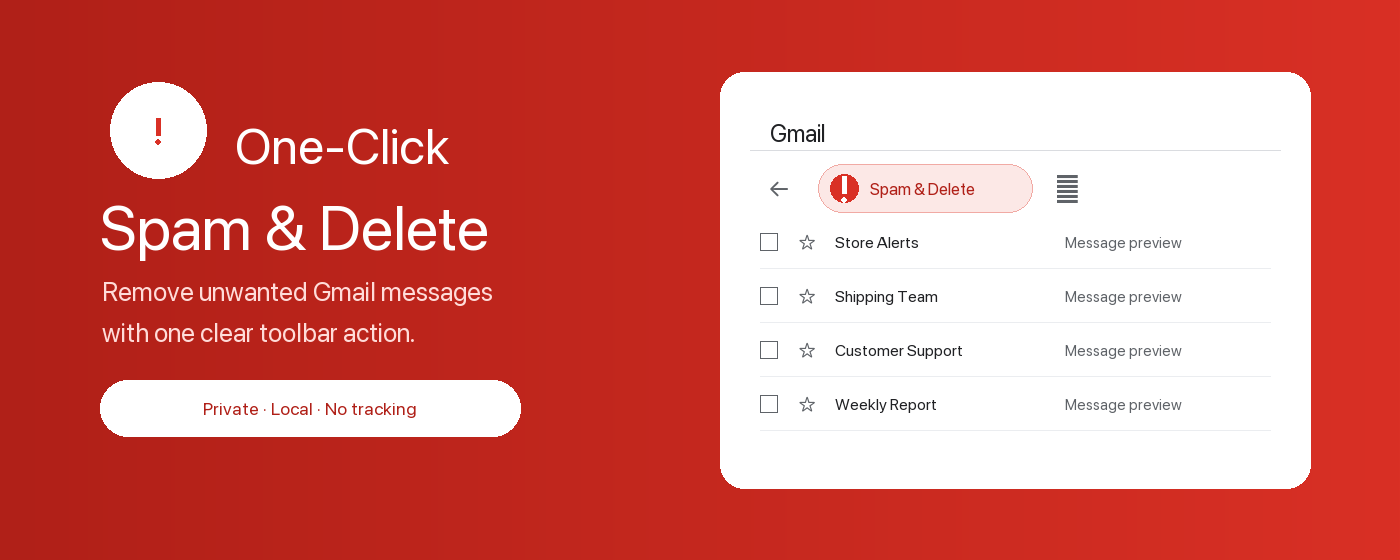 !
One-Click
Spam & Delete
Remove unwanted Gmail messages
with one clear toolbar action.
Private · Local · No tracking
Gmail
! Spam & Delete
Store Alerts Message preview
Shipping Team Message preview
Customer Support Message preview
Weekly Report Message preview